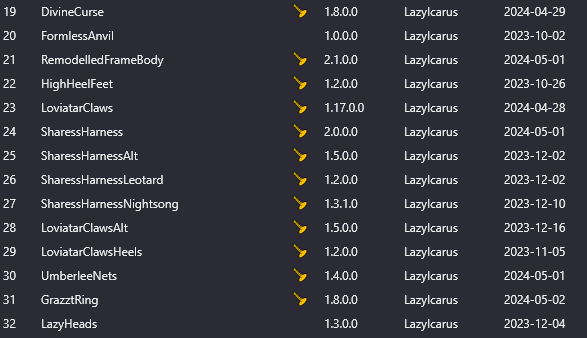 19 DivineCurse 1.8.0.0 LazyIcarus 2024-04-29
20 FormlessAnvil 1.0.0.0 LazyIcarus 2023-10-02
21 RemodelledFrameBody 2.1.0.0 LazyIcarus 2024-05-01
22 HighHeelFeet 1.2.0.0 LazyIcarus 2023-10-26
23 LoviatarClaws 1.17.0.0 LazyIcarus 2024-04-28
24 SharessHarness 2.0.0.0 LazyIcarus 2024-05-01
25 SharessHarnessAlt 1.5.0.0 LazyIcarus 2023-12-02
26 SharessHarnessLeotard 1.2.0.0 LazyIcarus 2023-12-02
27 SharessHarnessNightsong 1.3.1.0 LazyIcarus 2023-12-10
28 LoviatarClawsAlt 1.5.0.0 LazyIcarus 2023-12-16
29 LoviatarClawsHeels 1.2.0.0 LazyIcarus 2023-11-05
30 UmberleeNets 1.4.0.0 LazyIcarus 2024-05-01
31 GrazztRing 1.8.0.0 LazyIcarus 2024-05-02
32 LazyHeads 1.3.0.0 LazyIcarus 2023-12-04